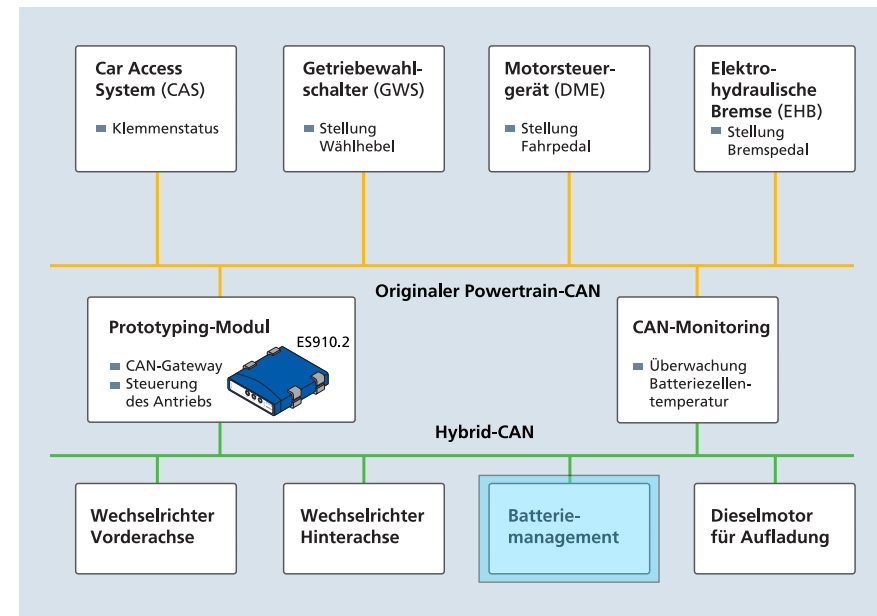 Car Access
System (CAS)
Klemmenstatus
Getriebewahl-
schalter (GWS)
Stellung
Wählhebel
Motorsteuer-
gerät (DME)
Stellung
Fahrpedal
Elektro-
hydraulische
Bremse (EHB)
Stellung
Bremspedal
Originaler Powertrain-CAN
Prototyping-Modul
ES910.2
CAN-Gateway
Steuerung
des Antriebs
CAN-Monitoring
Überwachung
Batteriezellen-
temperatur
Hybrid-CAN
Wechselrichter
Vorderachse
Wechselrichter
Hinterachse
Batterie-
management
Dieselmotor
für Aufladung